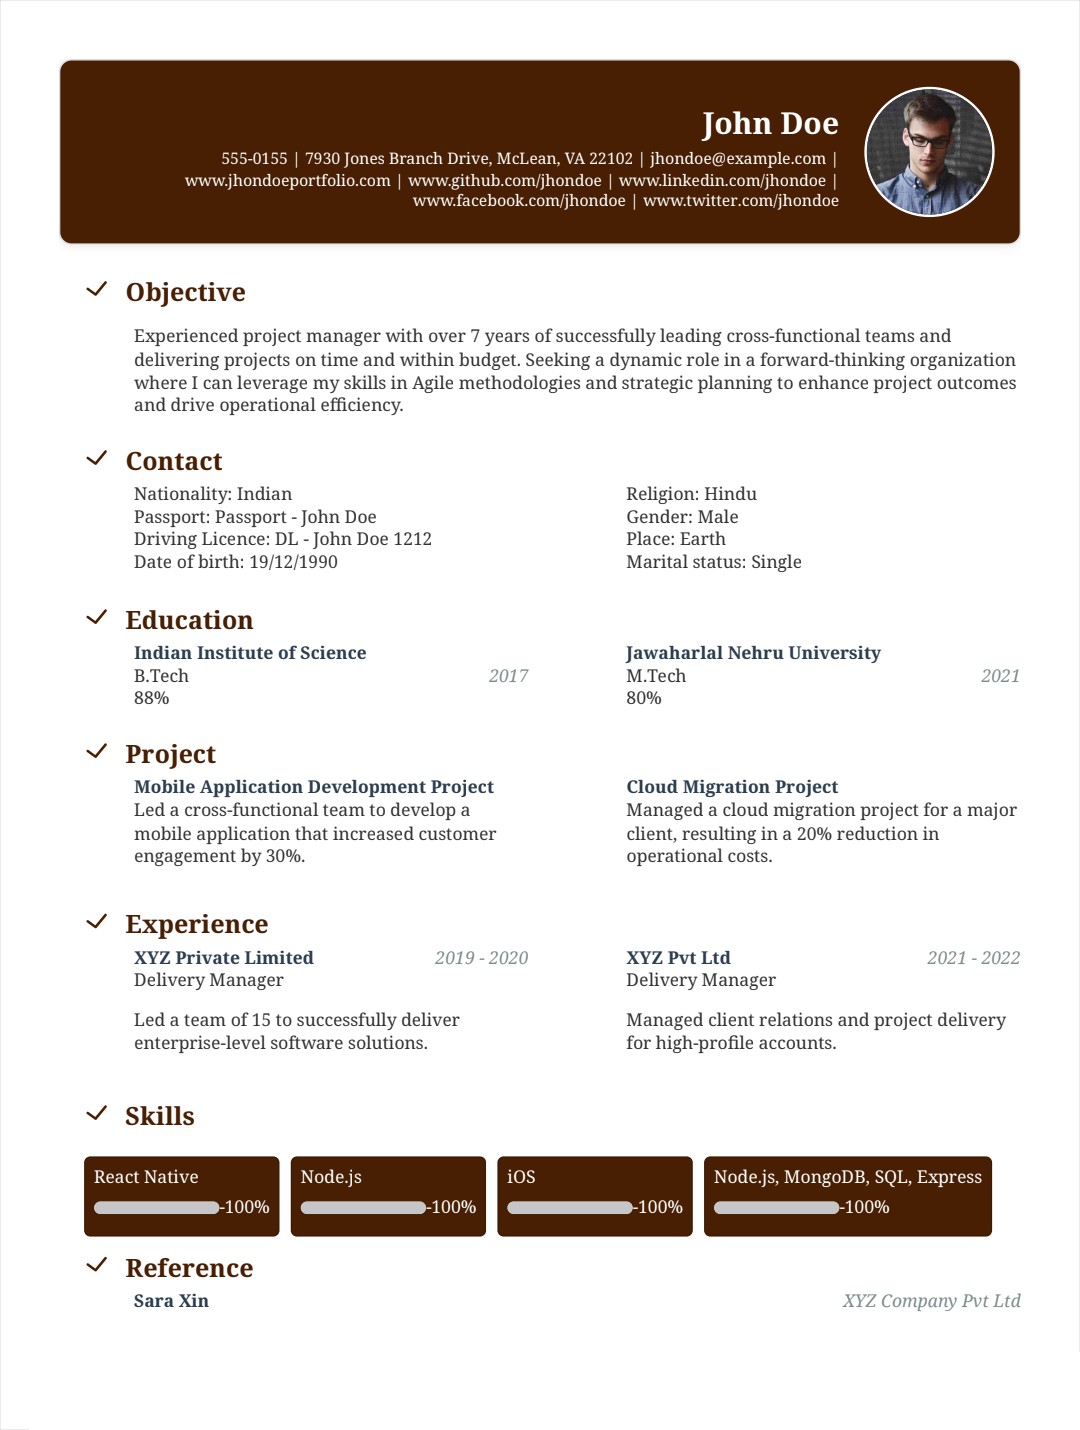 John Doe
555-0155 | 7930 Jones Branch Drive, McLean, VA 22102 | jhondoe@example.com |
www.jhondoeportfolio.com | www.github.com/jhondoe | www.linkedin.com/jhondoe |
www.facebook.com/jhondoe | www.twitter.com/jhondoe
Objective
Experienced project manager with over 7 years of successfully leading cross-functional teams and
delivering projects on time and within budget. Seeking a dynamic role in a forward-thinking organization
where I can leverage my skills in Agile methodologies and strategic planning to enhance project outcomes
and drive operational efficiency.
Contact
Nationality: Indian
Passport: Passport - John Doe
Driving Licence: DL - John Doe 1212
Date of birth: 19/12/1990
Religion: Hindu
Gender: Male
Place: Earth
Marital status: Single
Education
Indian Institute of Science
B.Tech 2017
88%
Jawaharlal Nehru University
M.Tech 2021
80%
Project
Mobile Application Development Project
Led a cross-functional team to develop a
mobile application that increased customer
engagement by 30%.
Cloud Migration Project
Managed a cloud migration project for a major
client, resulting in a 20% reduction in
operational costs.
Experience
XYZ Private Limited 2019 - 2020
Delivery Manager
Led a team of 15 to successfully deliver
enterprise-level software solutions.
XYZ Pvt Ltd 2021 - 2022
Delivery Manager
Managed client relations and project delivery
for high-profile accounts.
Skills
React Native
-100%
Node.js
-100%
iOS
-100%
Node.js, MongoDB, SQL, Express
-100%
Reference
Sara Xin XYZ Company Pvt Ltd